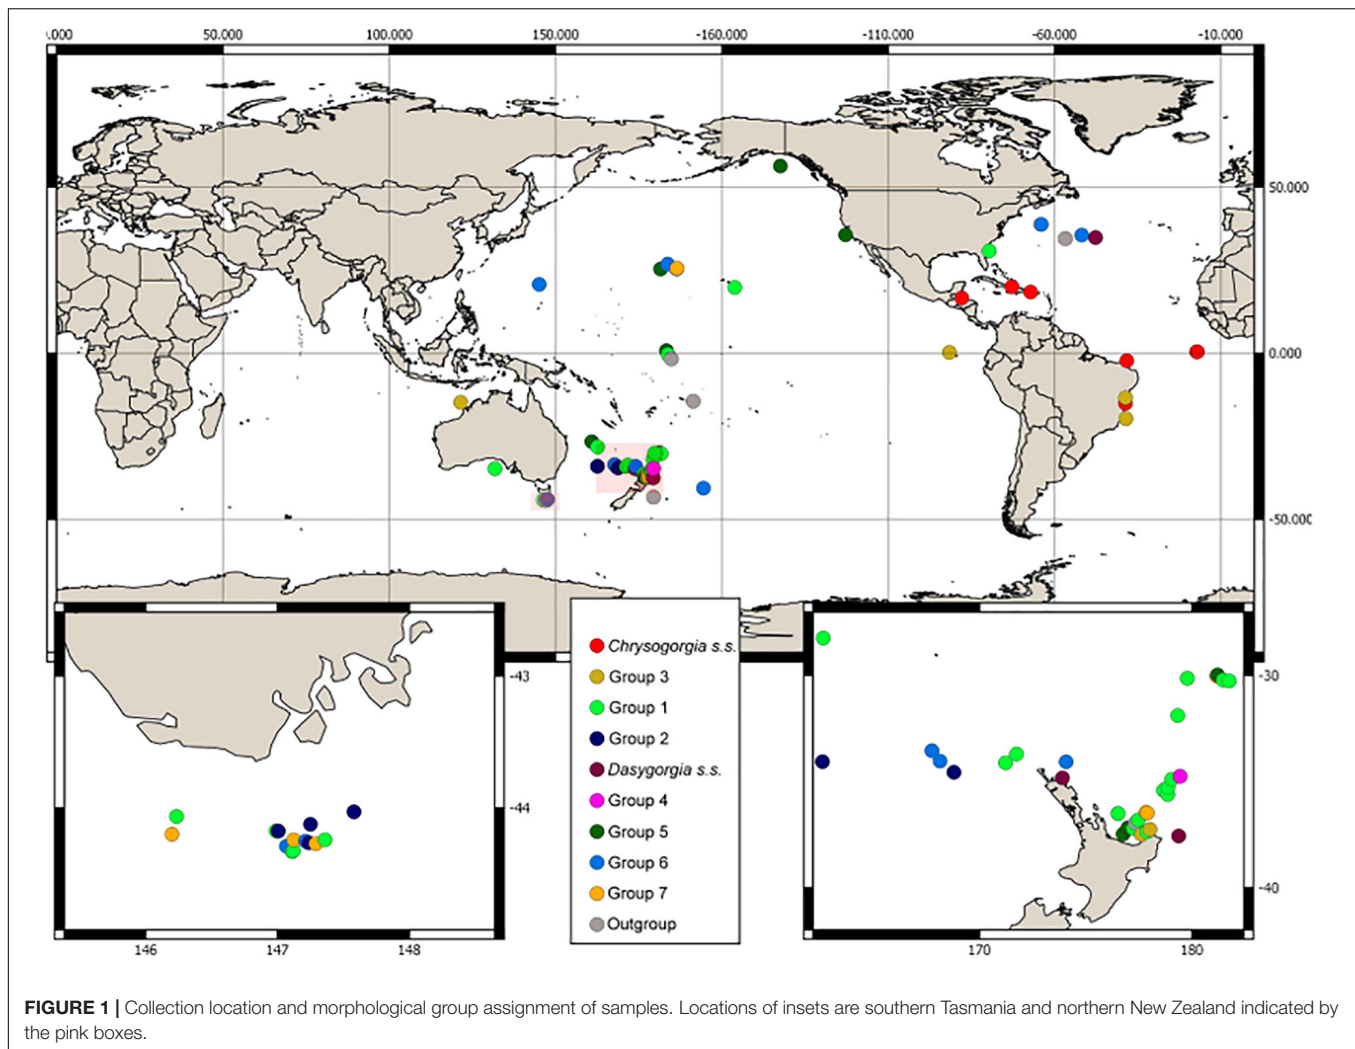 .000 50.000 100.000 150.000 -160.000 -110.000 -60.000 -10.000
50.000
0.000
-50.000
Chrysogorgia s.s.
Group 3
Group 1
Group 2
Dasygorgia s.s.
Group 4
Group 5
Group 6
Group 7
Outgroup
-43
-44
146 147 148
-30
-40
170 180
FIGURE 1 | Collection location and morphological group assignment of samples. Locations of insets are southern Tasmania and northern New Zealand indicated by
the pink boxes.